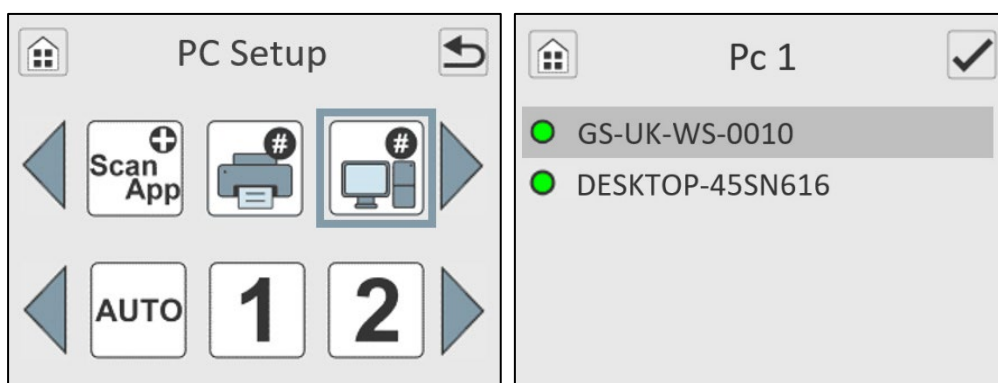 PC Setup
Scan
App
#
#
AUTO
1
2
Pc 1
GS-UK-WS-0010
DESKTOP-45SN616